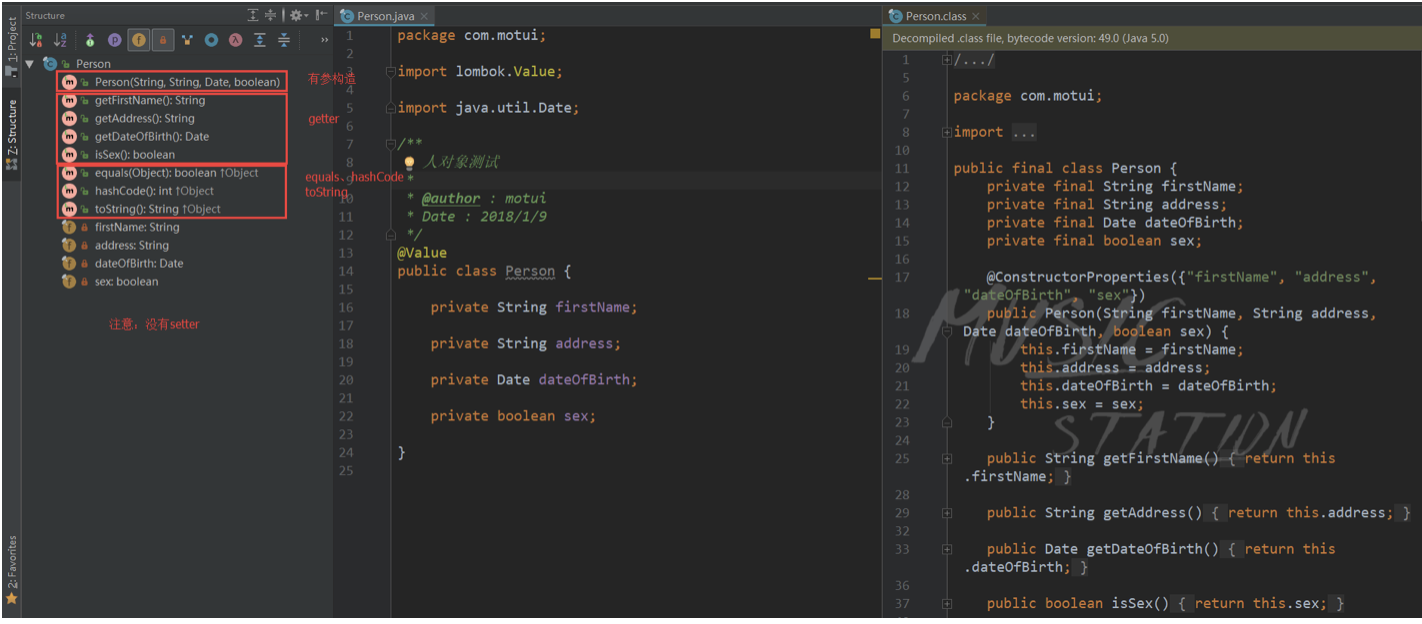 Structure
1: Project
Z: Structure
2: Favorites
Person
Person(String, String, Date, boolean)
有参构造
getFirstName(): String
getAddress(): String
getter
getDateOfBirth(): Date
isSex(): boolean
equals(Object): boolean ↑Object
equals、hashCode
hashCode(): int ↑Object
toString
toString(): String ↑Object
firstName: String
address: String
dateOfBirth: Date
sex: boolean
注意：没有setter
Person.java
1 package com.motui;
2
3 import lombok.Value;
4
5 import java.util.Date;
6
7 /**
8 人对象测试
*
10 * @author : motui
11 * Date : 2018/1/9
12 */
13 @Value
14 public class Person {
15
16 private String firstName;
17
18 private String address;
19
20 private Date dateOfBirth;
21
22 private boolean sex;
23
24 }
25
Person.class
Decompiled .class file, bytecode version: 49.0 (Java 5.0)
1 /.../
5
6 package com.motui;
7
8 import ...
10
11 public final class Person {
12 private final String firstName;
13 private final String address;
14 private final Date dateOfBirth;
15 private final boolean sex;
16
17 @ConstructorProperties({"firstName", "address",
"dateOfBirth", "sex"})
18 public Person(String firstName, String address,
Date dateOfBirth, boolean sex) {
19 this.firstName = firstName;
20 this.address = address;
21 this.dateOfBirth = dateOfBirth;
22 this.sex = sex;
23 }
24
25 public String getFirstName() { return this
.firstName; }
28
29 public String getAddress() { return this.address; }
32
33 public Date getDateOfBirth() { return this
.dateOfBirth; }
36
37 public boolean isSex() { return this.sex; }
MUSIC
STATION